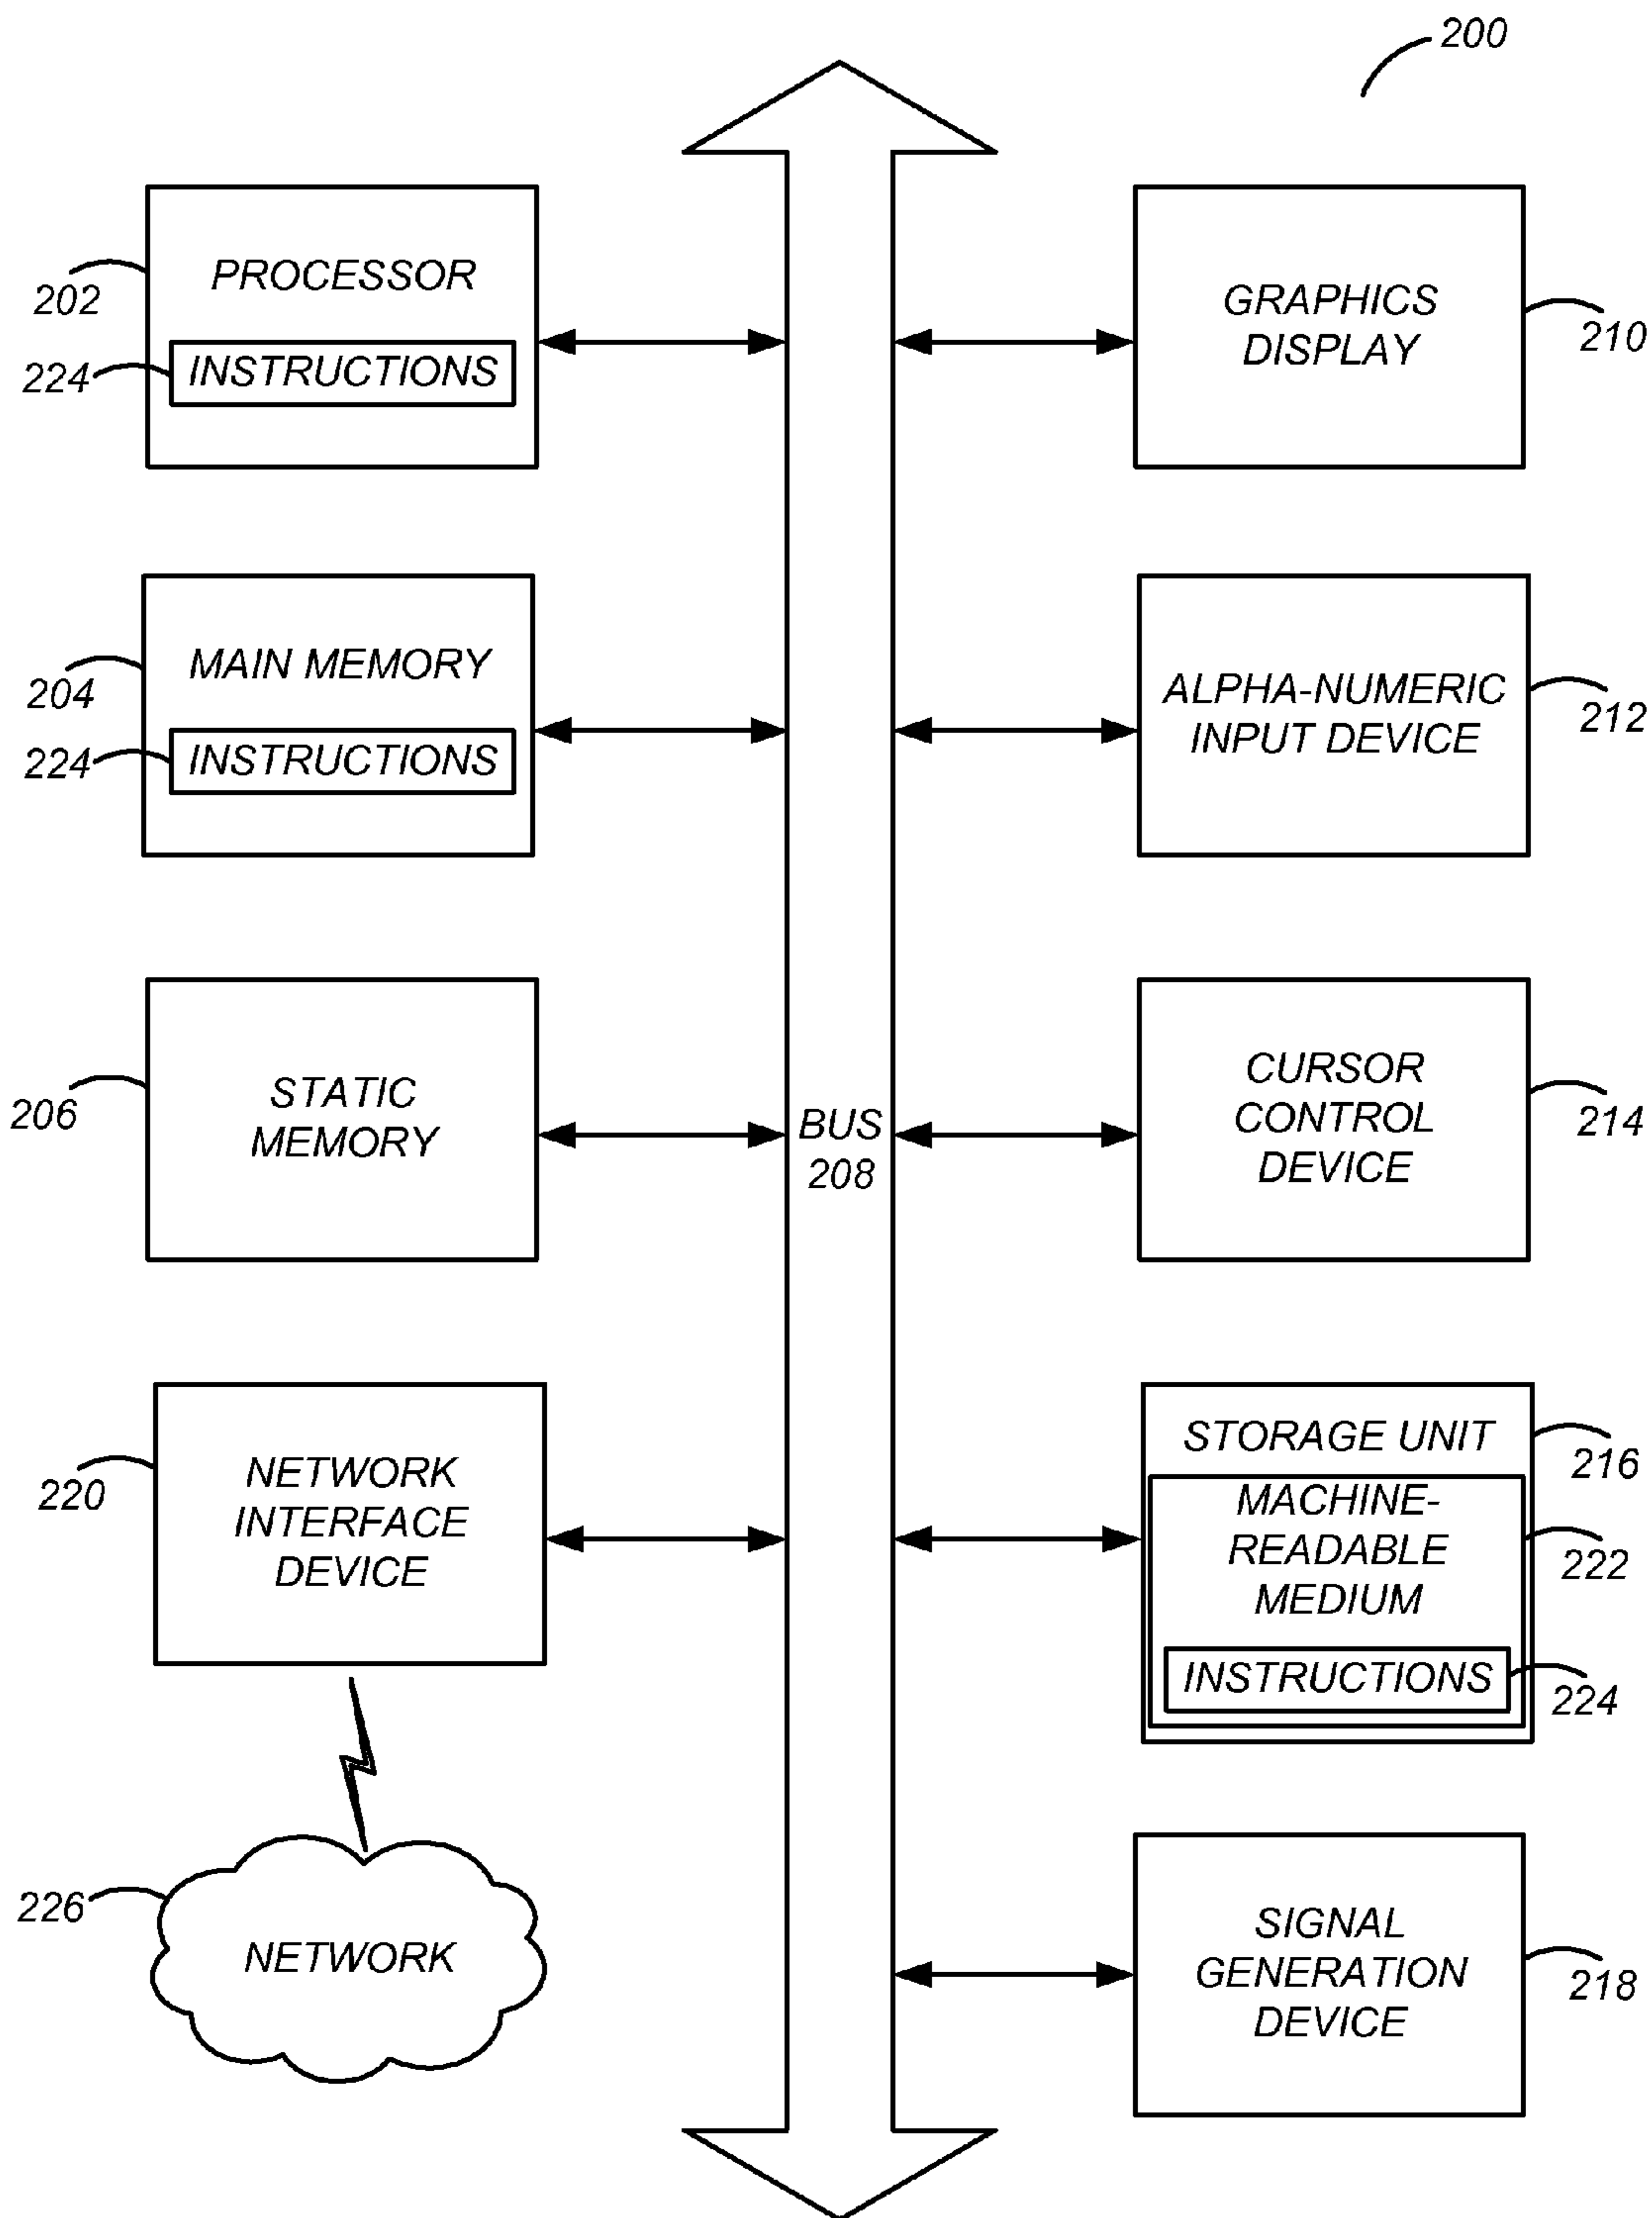 200
PROCESSOR
202
224
INSTRUCTIONS
GRAPHICS
DISPLAY
210
MAIN MEMORY
204
224
INSTRUCTIONS
ALPHA-NUMERIC
INPUT DEVICE
212
STATIC
MEMORY
206
BUS
208
CURSOR
CONTROL
DEVICE
214
NETWORK
INTERFACE
DEVICE
220
STORAGE UNIT
216
MACHINE-
READABLE
MEDIUM
222
INSTRUCTIONS
224
226
NETWORK
SIGNAL
GENERATION
DEVICE
218